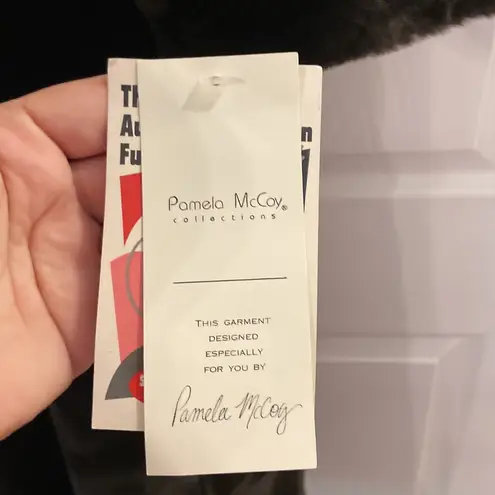 Pamela McCoy®
collections
THIS GARMENT
DESIGNED
ESPECIALLY
FOR YOU BY
Pamela McCoy